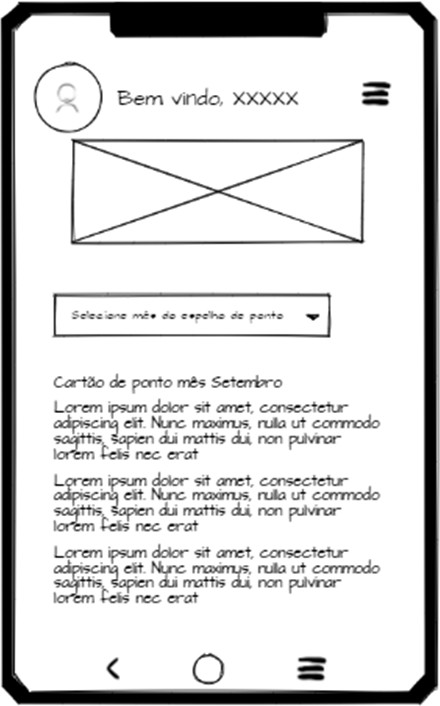 Bem vindo, XXXXX
Selecione mês do espelho de ponto
Cartão de ponto mês Setembro
Lorem ipsum dolor sit amet, consectetur
adipiscing elit. Nunc maximus, nulla ut commodo
sagittis, sapien dui mattis dui, non pulvinar
lorem felis nec erat
Lorem ipsum dolor sit amet, consectetur
adipiscing elit. Nunc maximus, nulla ut commodo
sagittis, sapien dui mattis dui, non pulvinar
lorem felis nec erat
Lorem ipsum dolor sit amet, consectetur
adipiscing elit. Nunc maximus, nulla ut commodo
sagittis, sapien dui mattis dui, non pulvinar
lorem felis nec erat